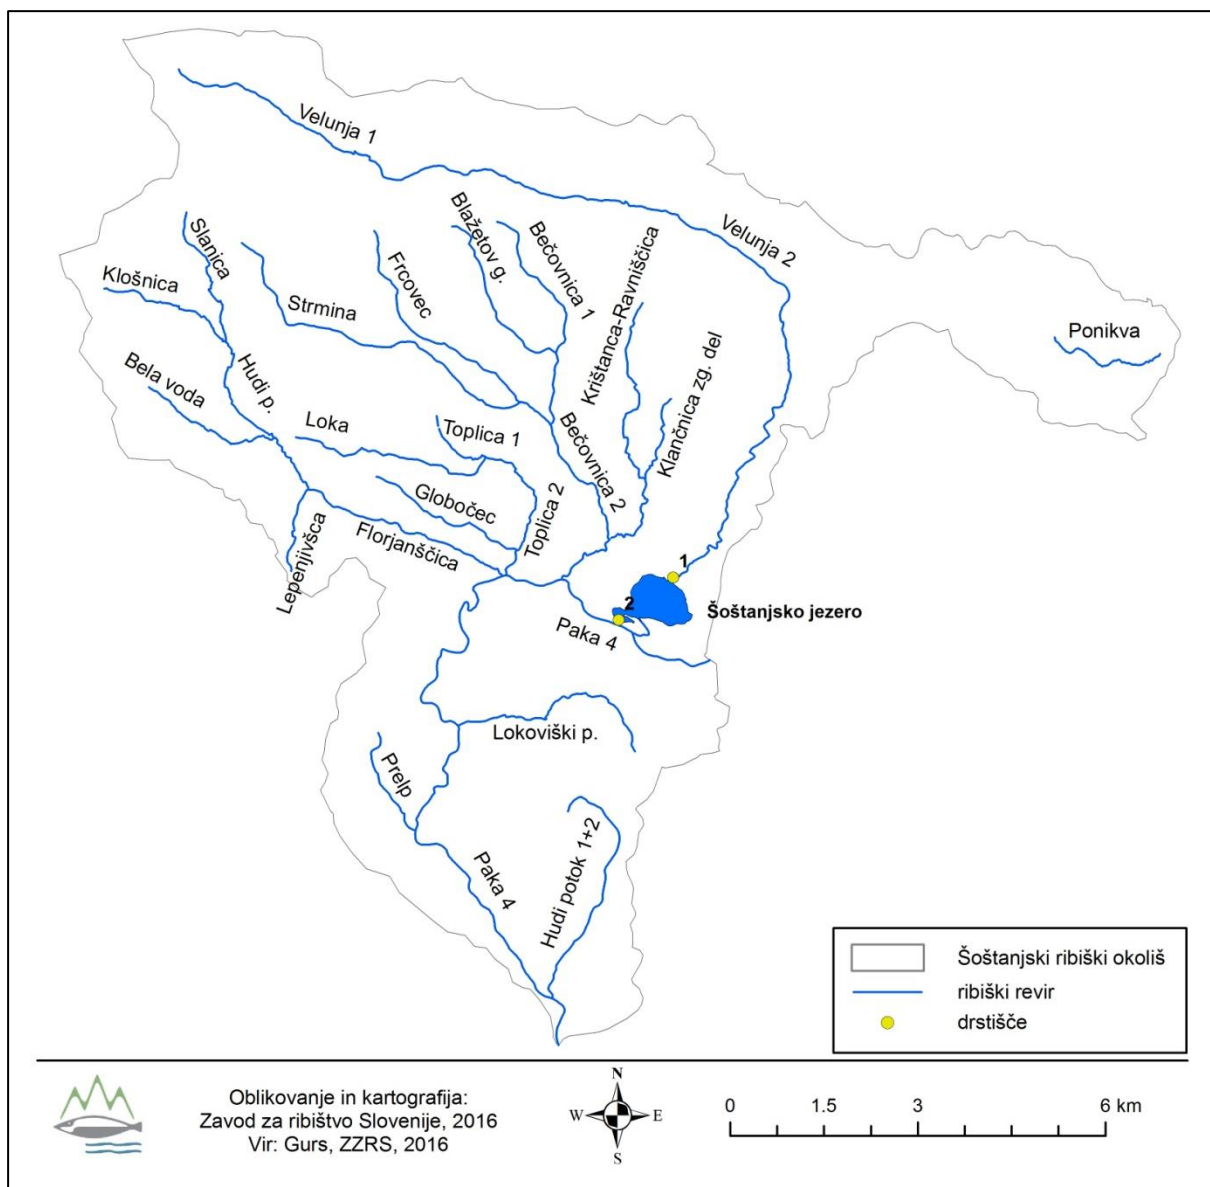 Velunja 1
Velunja 2
Slanica
Klošnica
Strmina
Frcovec
Blažetov g.
Bečovnica 1
Krištanca-Ravniščica
Klančnica zg. del
Ponikva
Bela voda
Hudi p.
Loka
Toplica 1
Bečovnica 2
Globočec
Toplica 2
Florjanščica
Lepenjivšca
1
2
Šoštanjsko jezero
Paka 4
Lokoviški p.
Prelp
Paka 4
Hudi potok 1+2
Šoštanjski ribiški okoliš
ribiški revir
drstišče
Oblikovanje in kartografija:
Zavod za ribištvo Slovenije, 2016
Vir: Gurs, ZZRS, 2016
N
W E
S
0 1.5 3 6 km